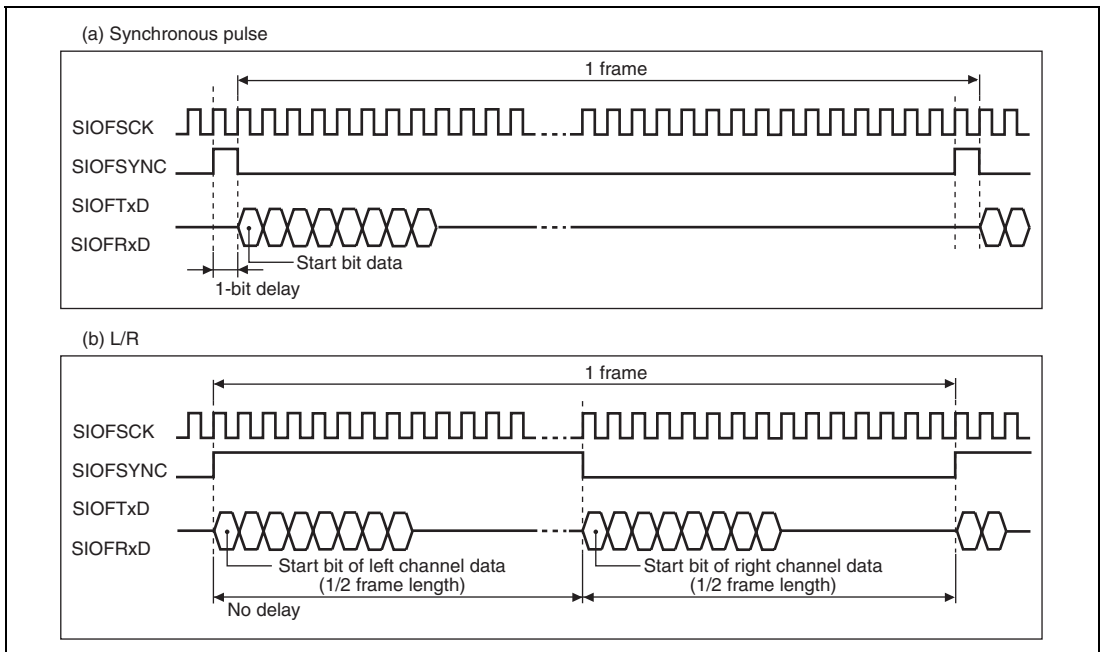 (a) Synchronous pulse
1 frame
SIOFSCK
SIOFSYNC
SIOFTxD
SIOFRxD
Start bit data
1-bit delay
(b) L/R
1 frame
SIOFSCK
SIOFSYNC
SIOFTxD
SIOFRxD
Start bit of left channel data
(1/2 frame length)
Start bit of right channel data
(1/2 frame length)
No delay